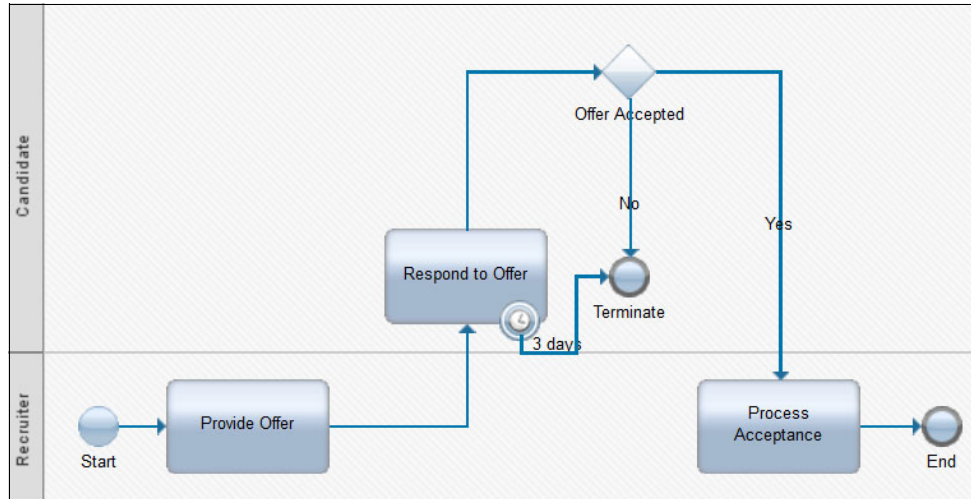 Candidate
Offer Accepted
No
Yes
Respond to Offer
Terminate
3 days
Recruiter
Start
Provide Offer
Process
Acceptance
End